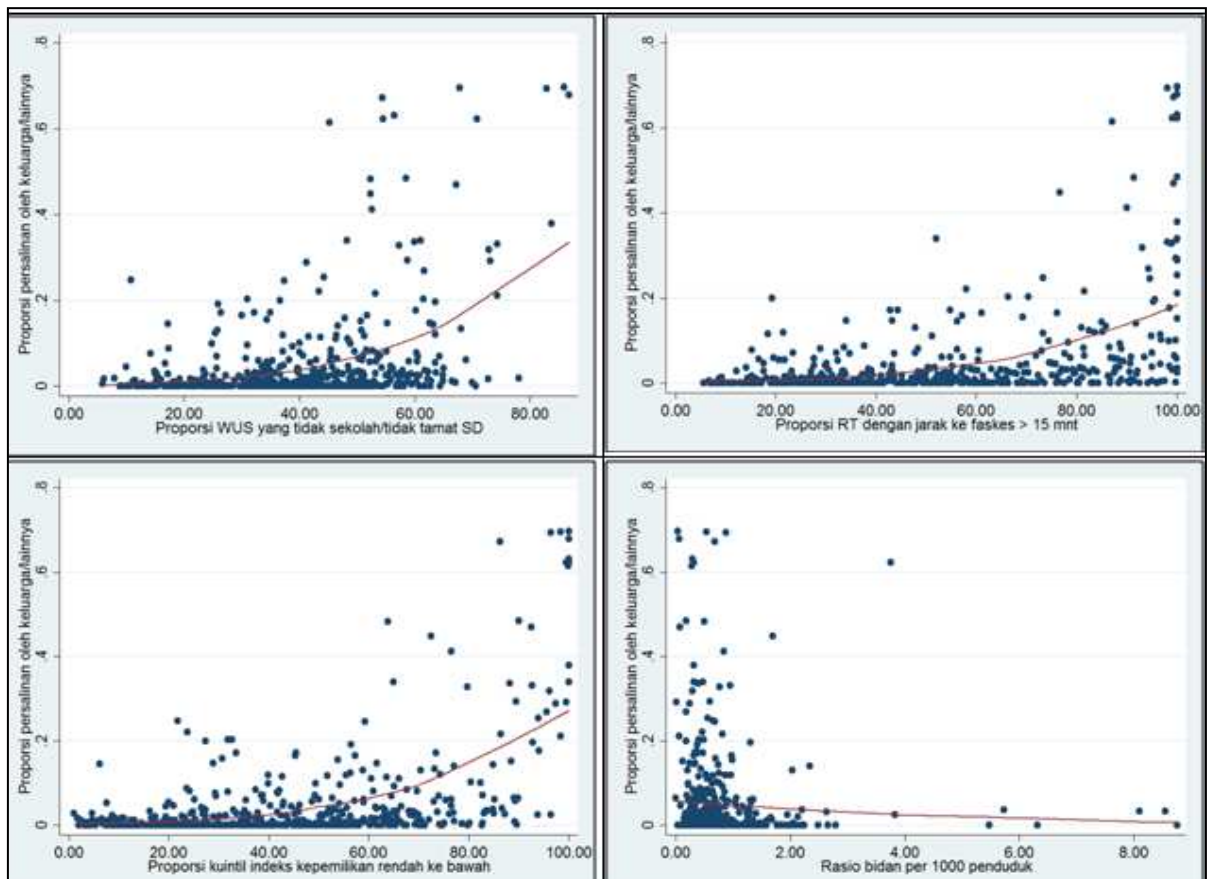 Proporsi persalinan oleh keluarga/lainnya
.8
.6
.4
.2
0
0.00 20.00 40.00 60.00 80.00
Proporsi WUS yang tidak sekolah/tidak tamat SD
Proporsi persalinan oleh keluarga/lainnya
.8
.6
.4
.2
0
0.00 20.00 40.00 60.00 80.00 100.00
Proporsi RT dengan jarak ke faskes > 15 mnt
Proporsi persalinan oleh keluarga/lainnya
.8
.6
.4
.2
0
0.00 20.00 40.00 60.00 80.00 100.00
Proporsi kuintil indeks kepemilikan rendah ke bawah
Proporsi persalinan oleh keluarga/lainnya
.8
.6
.4
.2
0
0.00 2.00 4.00 6.00 8.00
Rasio bidan per 1000 penduduk